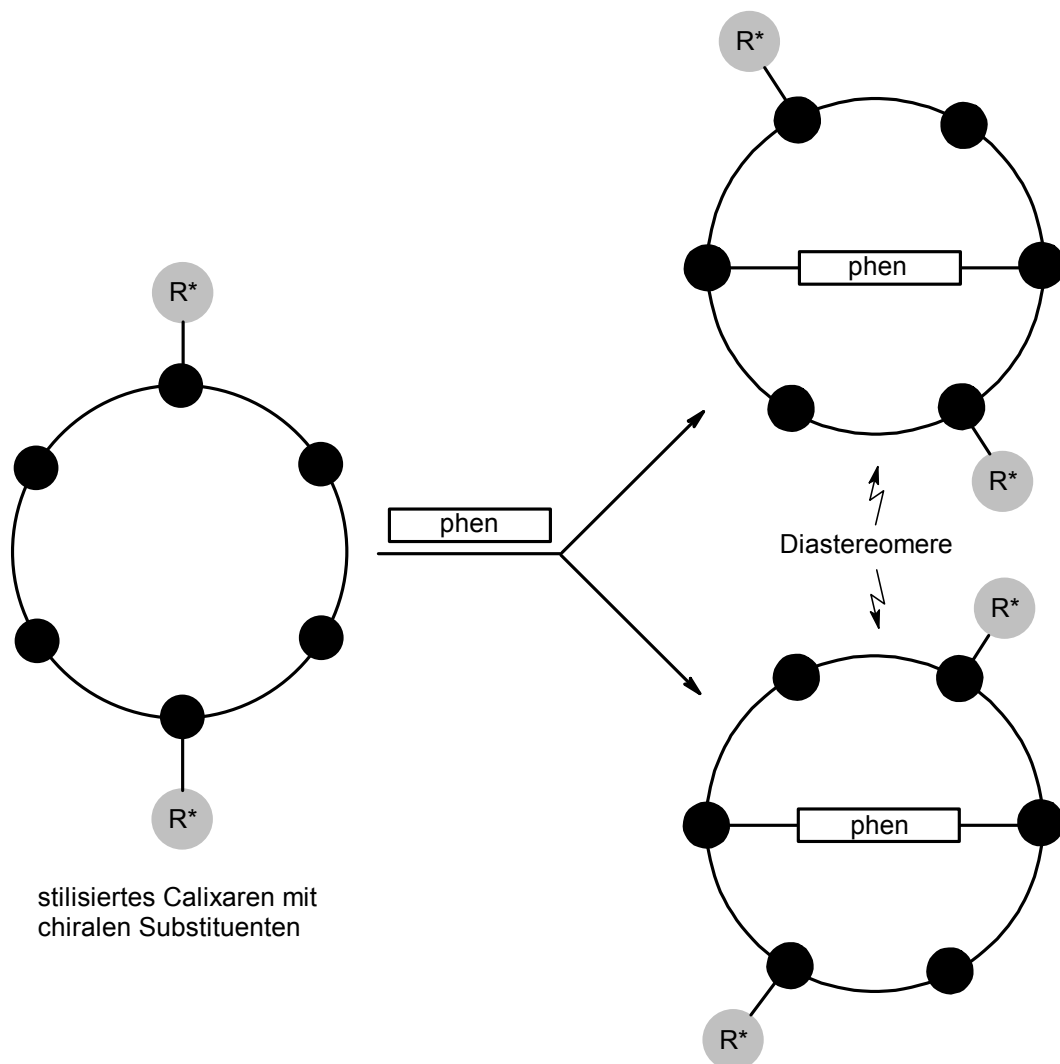 R*
phen
R*
R*
R*
phen
Diastereomere
R*
phen
R*
R*
stilisiertes Calixaren mit
chiralen Substituenten